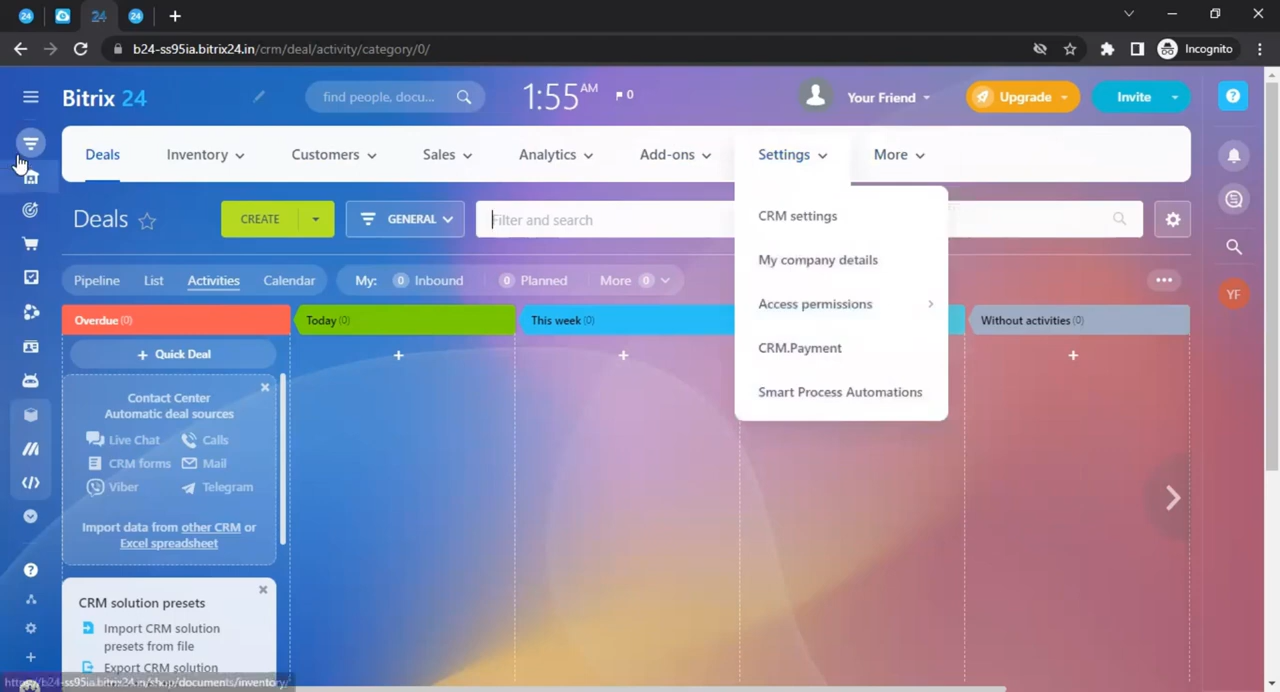 24
24
24
b24-ss95ia.bitrix24.in/crm/deal/activity/category/0/
Incognito
Bitrix 24
find people, docu...
1:55 AM
0
Your Friend
Upgrade
Invite
Deals
Inventory
Customers
Sales
Analytics
Add-ons
Settings
More
Deals
CREATE
GENERAL
Filter and search
CRM settings
My company details
Access permissions
CRM.Payment
Smart Process Automations
Pipeline
List
Activities
Calendar
My:
0 Inbound
0 Planned
More 0
YF
Overdue (0)
Today (0)
This week (0)
Without activities (0)
+ Quick Deal
Contact Center
Automatic deal sources
Live Chat
Calls
CRM forms
Mail
Viber
Telegram
Import data from other CRM or
Excel spreadsheet
CRM solution presets
Import CRM solution
presets from file
Export CRM solution
https://b24-ss95ia.bitrix24.in/shop/documents/inventory/